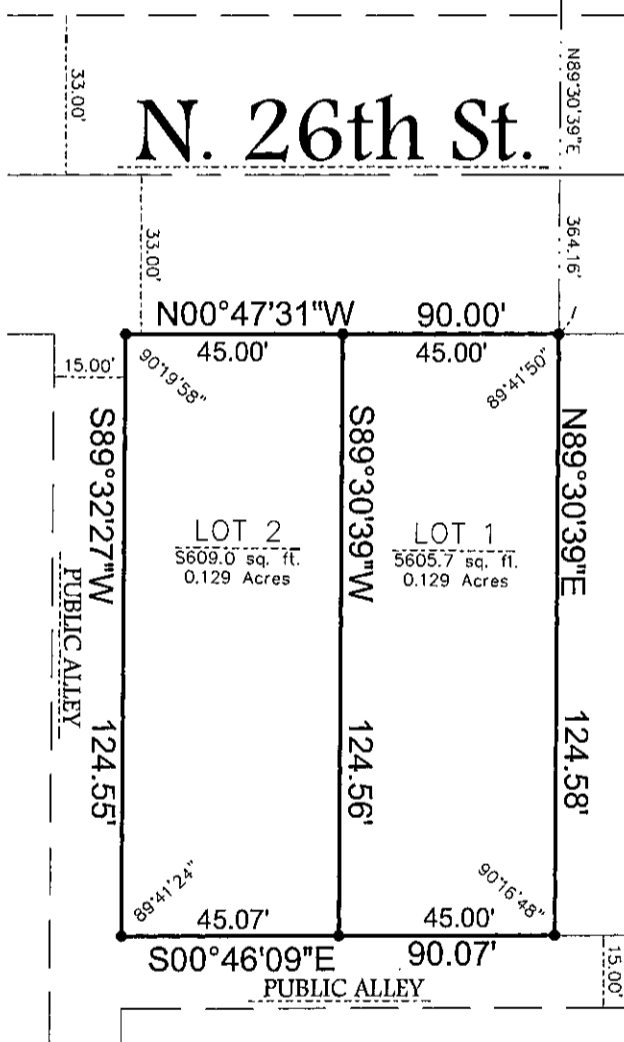 33.00'
N89°30'39"E
N. 26th St.
33.00'
364.16'
N00°47'31"W 90.00'
45.00' 45.00'
15.00'
90°19'58"
89°41'50"
S89°32'27"W
S89°30'39"W
N89°30'39"E
LOT 2
5609.0 sq. ft.
0.129 Acres
LOT 1
5605.7 sq. ft.
0.129 Acres
PUBLIC ALLEY
124.55'
124.56'
124.58'
89°41'24"
90°16'48"
45.07' 45.00'
S00°46'09"E 90.07'
PUBLIC ALLEY
15.00'